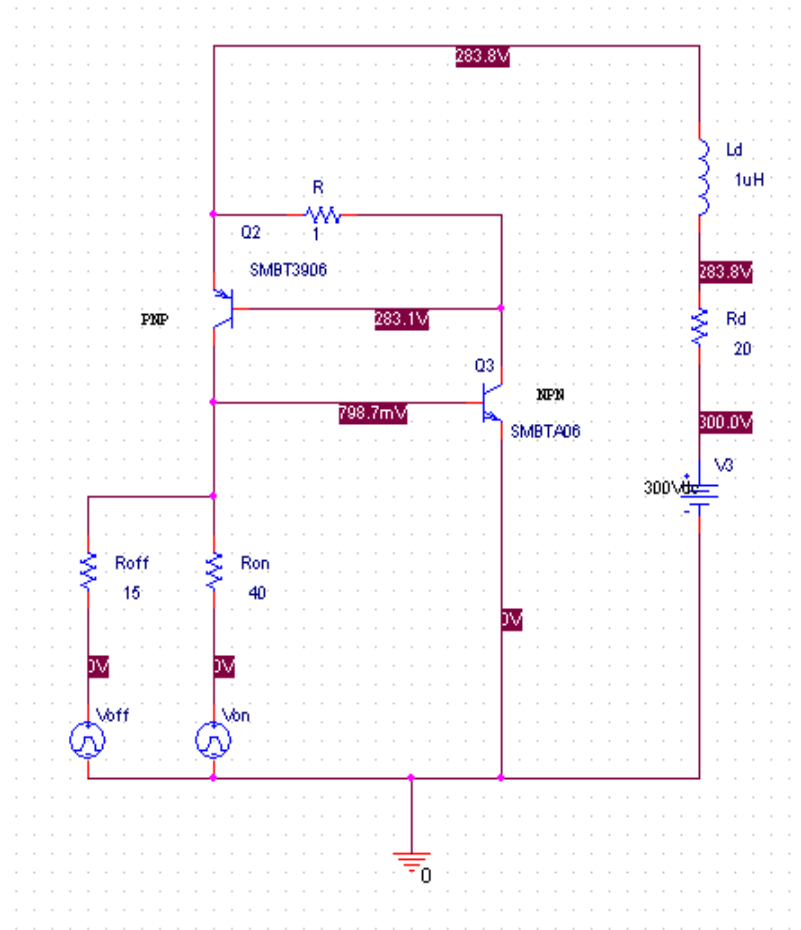 283.8V
Ld
1uH
R
1
Q2
SMBT3906
283.8V
PNP
283.1V
Rd
20
Q3
NPN
798.7mV
SMBTA06
300.0V
V3
300Vdc
Roff
15
Ron
40
0V
0V
0V
Voff
Von
0